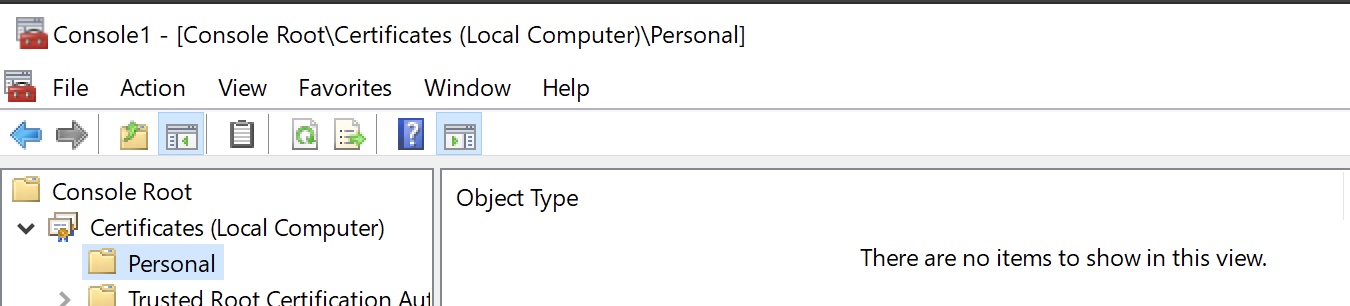 Console1 - [Console Root\Certificates (Local Computer)\Personal]
File Action View Favorites Window Help
Console Root
Certificates (Local Computer)
Personal
Trusted Root Certification Aut
Object Type
There are no items to show in this view.